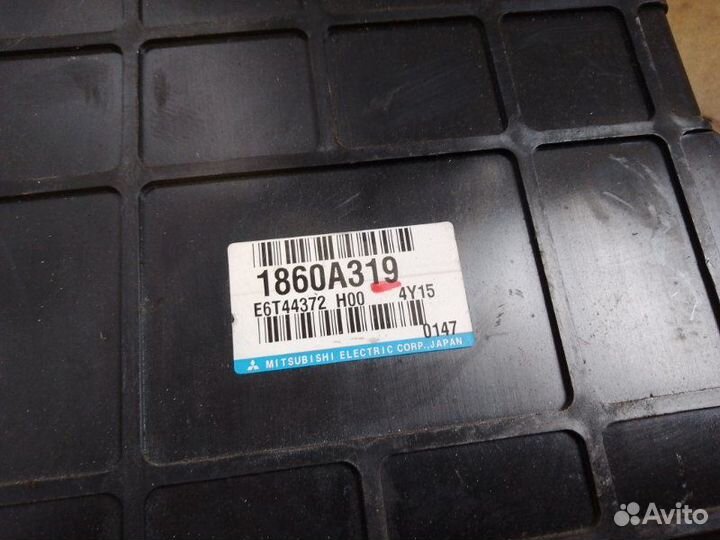 1860A319
E6T44372 H00 4Y15
0147
MITSUBISHI ELECTRIC CORP., JAPAN
Avito